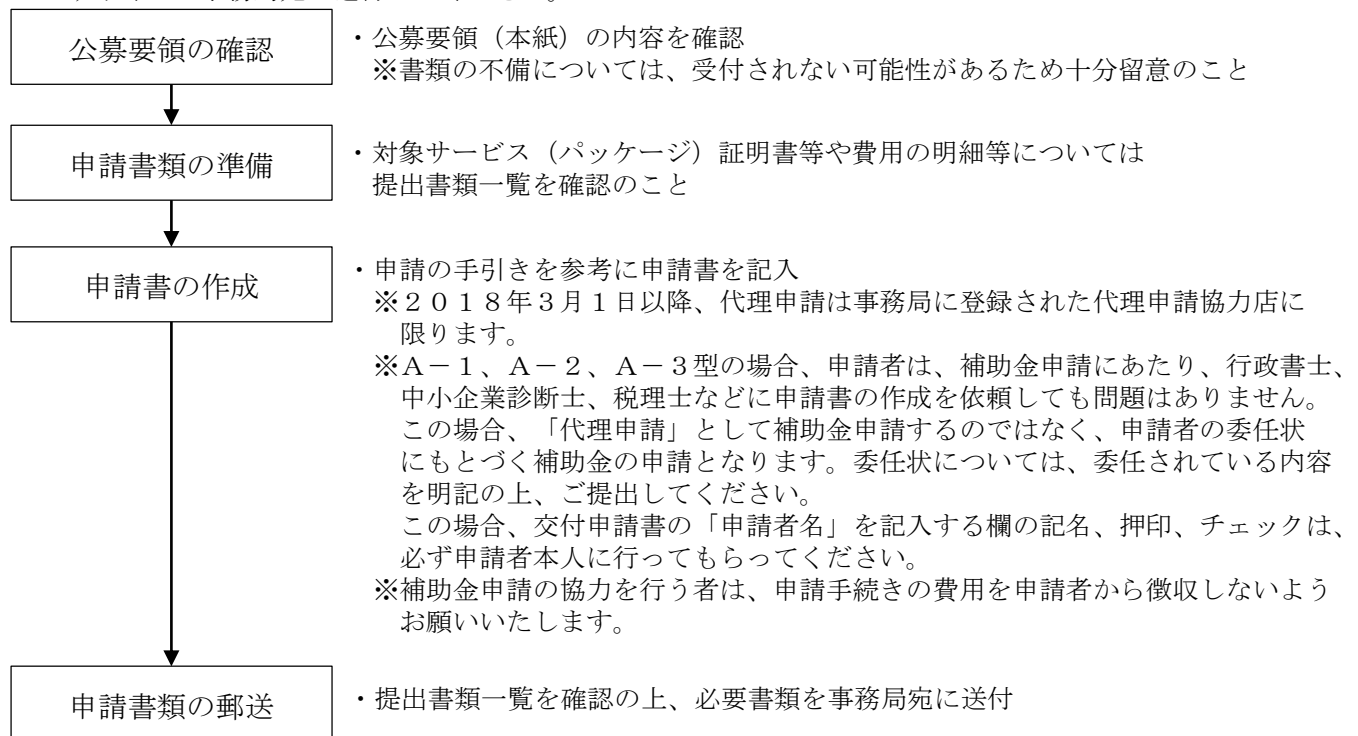 公募要領の確認
・公募要領（本紙）の内容を確認
※書類の不備については、受付されない可能性があるため十分留意のこと
申請書類の準備
・対象サービス（パッケージ）証明書等や費用の明細等については
提出書類一覧を確認のこと
申請書の作成
・申請の手引きを参考に申請書を記入
※２０１８年３月１日以降、代理申請は事務局に登録された代理申請協力店に
限ります。
※Ａ－１、Ａ－２、Ａ－３型の場合、申請者は、補助金申請にあたり、行政書士、
中小企業診断士、税理士などに申請書の作成を依頼しても問題はありません。
この場合、「代理申請」として補助金申請するのではなく、申請者の委任状
にもとづく補助金の申請となります。委任状については、委任されている内容
を明記の上、ご提出してください。
この場合、交付申請書の「申請者名」を記入する欄の記名、押印、チェックは、
必ず申請者本人に行ってもらってください。
※補助金申請の協力を行う者は、申請手続きの費用を申請者から徴収しないよう
お願いいたします。
申請書類の郵送
・提出書類一覧を確認の上、必要書類を事務局宛に送付